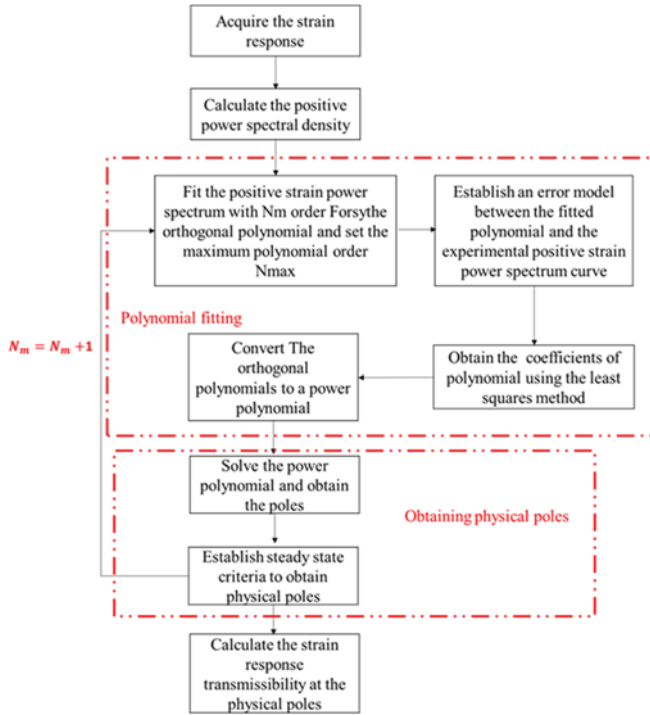 Acquire the strain
response
Calculate the positive
power spectral density
Fit the positive strain power
spectrum with Nm order Forsythe
orthogonal polynomial and set the
maximum polynomial order
Nmax
Establish an error model
between the fitted
polynomial and the
experimental positive strain
power spectrum curve
Polynomial fitting
N_m = N_m +1
Convert The
orthogonal
polynomials to a power
polynomial
Obtain the coefficients of
polynomial using the least
squares method
Solve the power
polynomial and obtain
the poles
Obtaining physical poles
Establish steady state
criteria to obtain
physical poles
Calculate the strain
response
transmissibility at the
physical poles